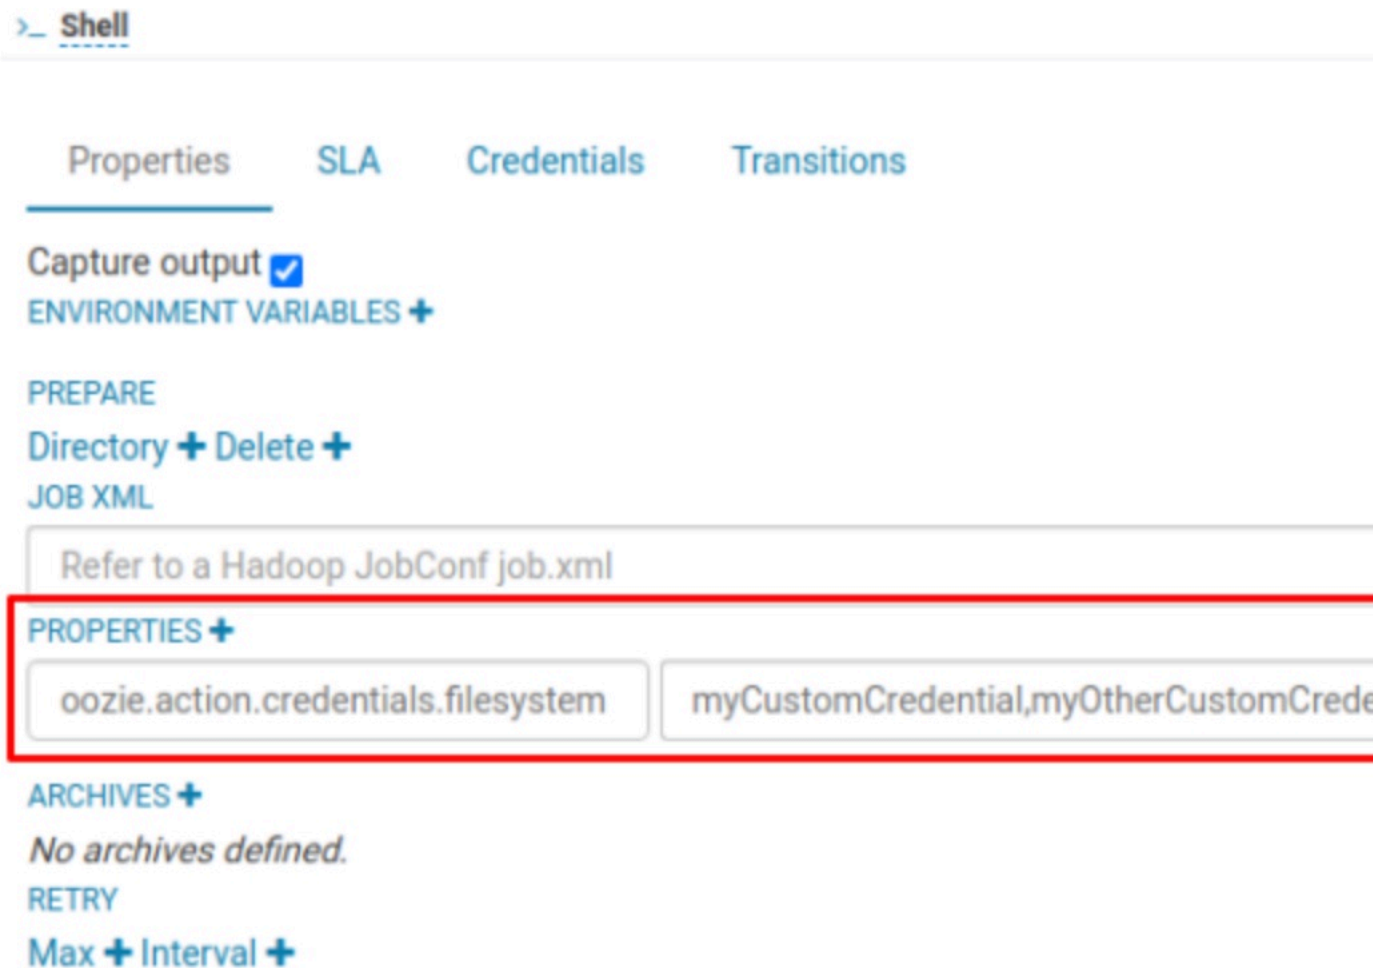 >_ Shell
Properties SLA Credentials Transitions
Capture output
ENVIRONMENT VARIABLES +
PREPARE
Directory + Delete +
JOB XML
Refer to a Hadoop JobConf job.xml
PROPERTIES +
oozie.action.credentials.filesystem myCustomCredential,myOtherCustomCrede
ARCHIVES +
No archives defined.
RETRY
Max + Interval +